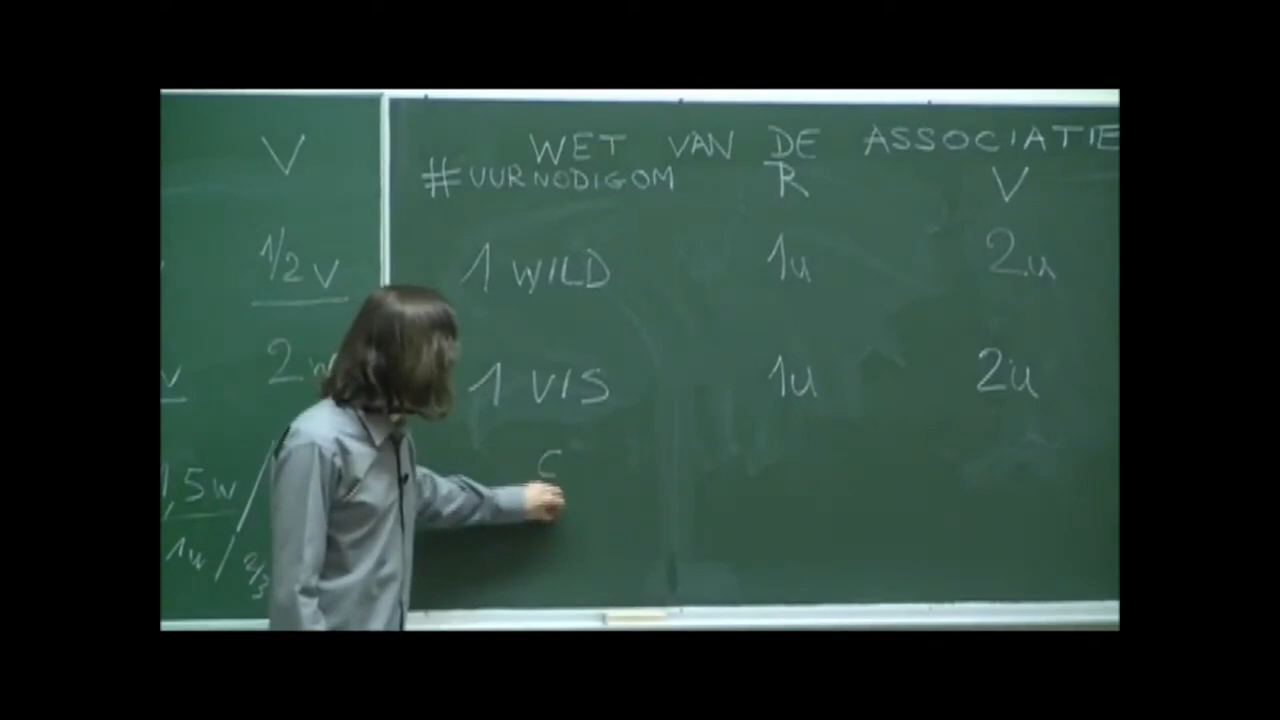 V
1/2 V
2 W
V
1,5 W /
1 W / 2/3
WET VAN DE ASSOCIATIE
#UUR NODIG OM R V
1 WILD 1u 2u
1 VIS 1u 2u
C